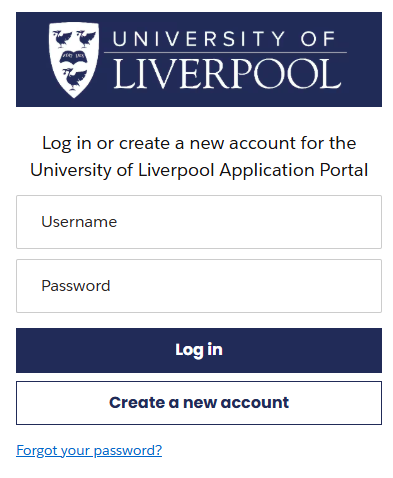 UNIVERSITY OF
LIVERPOOL
Log in or create a new account for the
University of Liverpool Application Portal
Username
Password
Log in
Create a new account
Forgot your password?